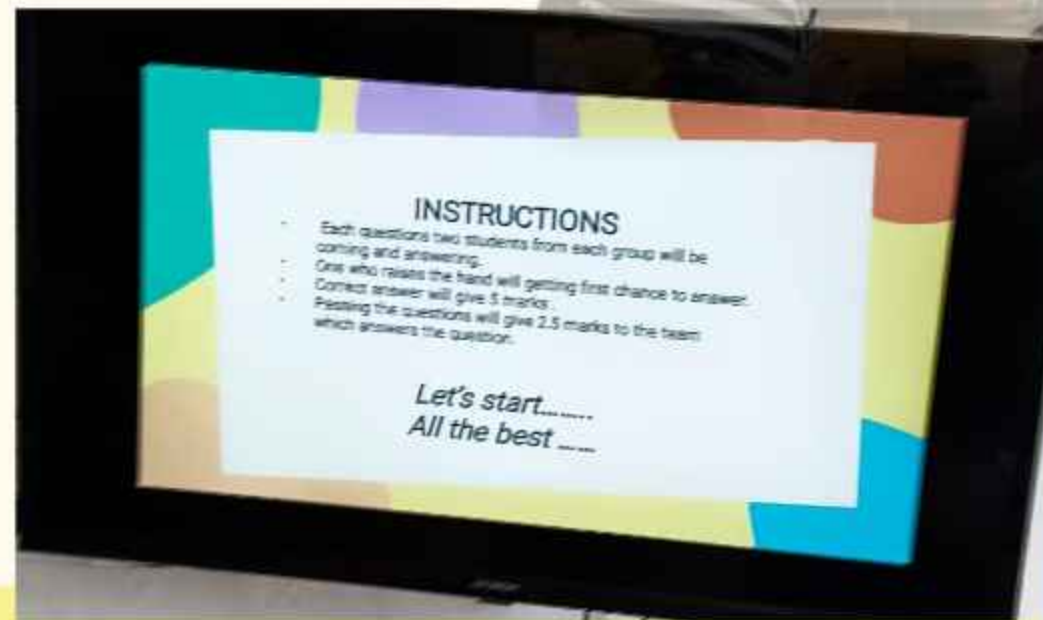 INSTRUCTIONS
- Each questions two students from each group will be
coming and answering.
- One who raises the hand will getting first chance to answer.
- Correct answer will give 5 marks .
- Passing the questions will give 2.5 marks to the team
which answers the question.
Let's start.......
All the best ......